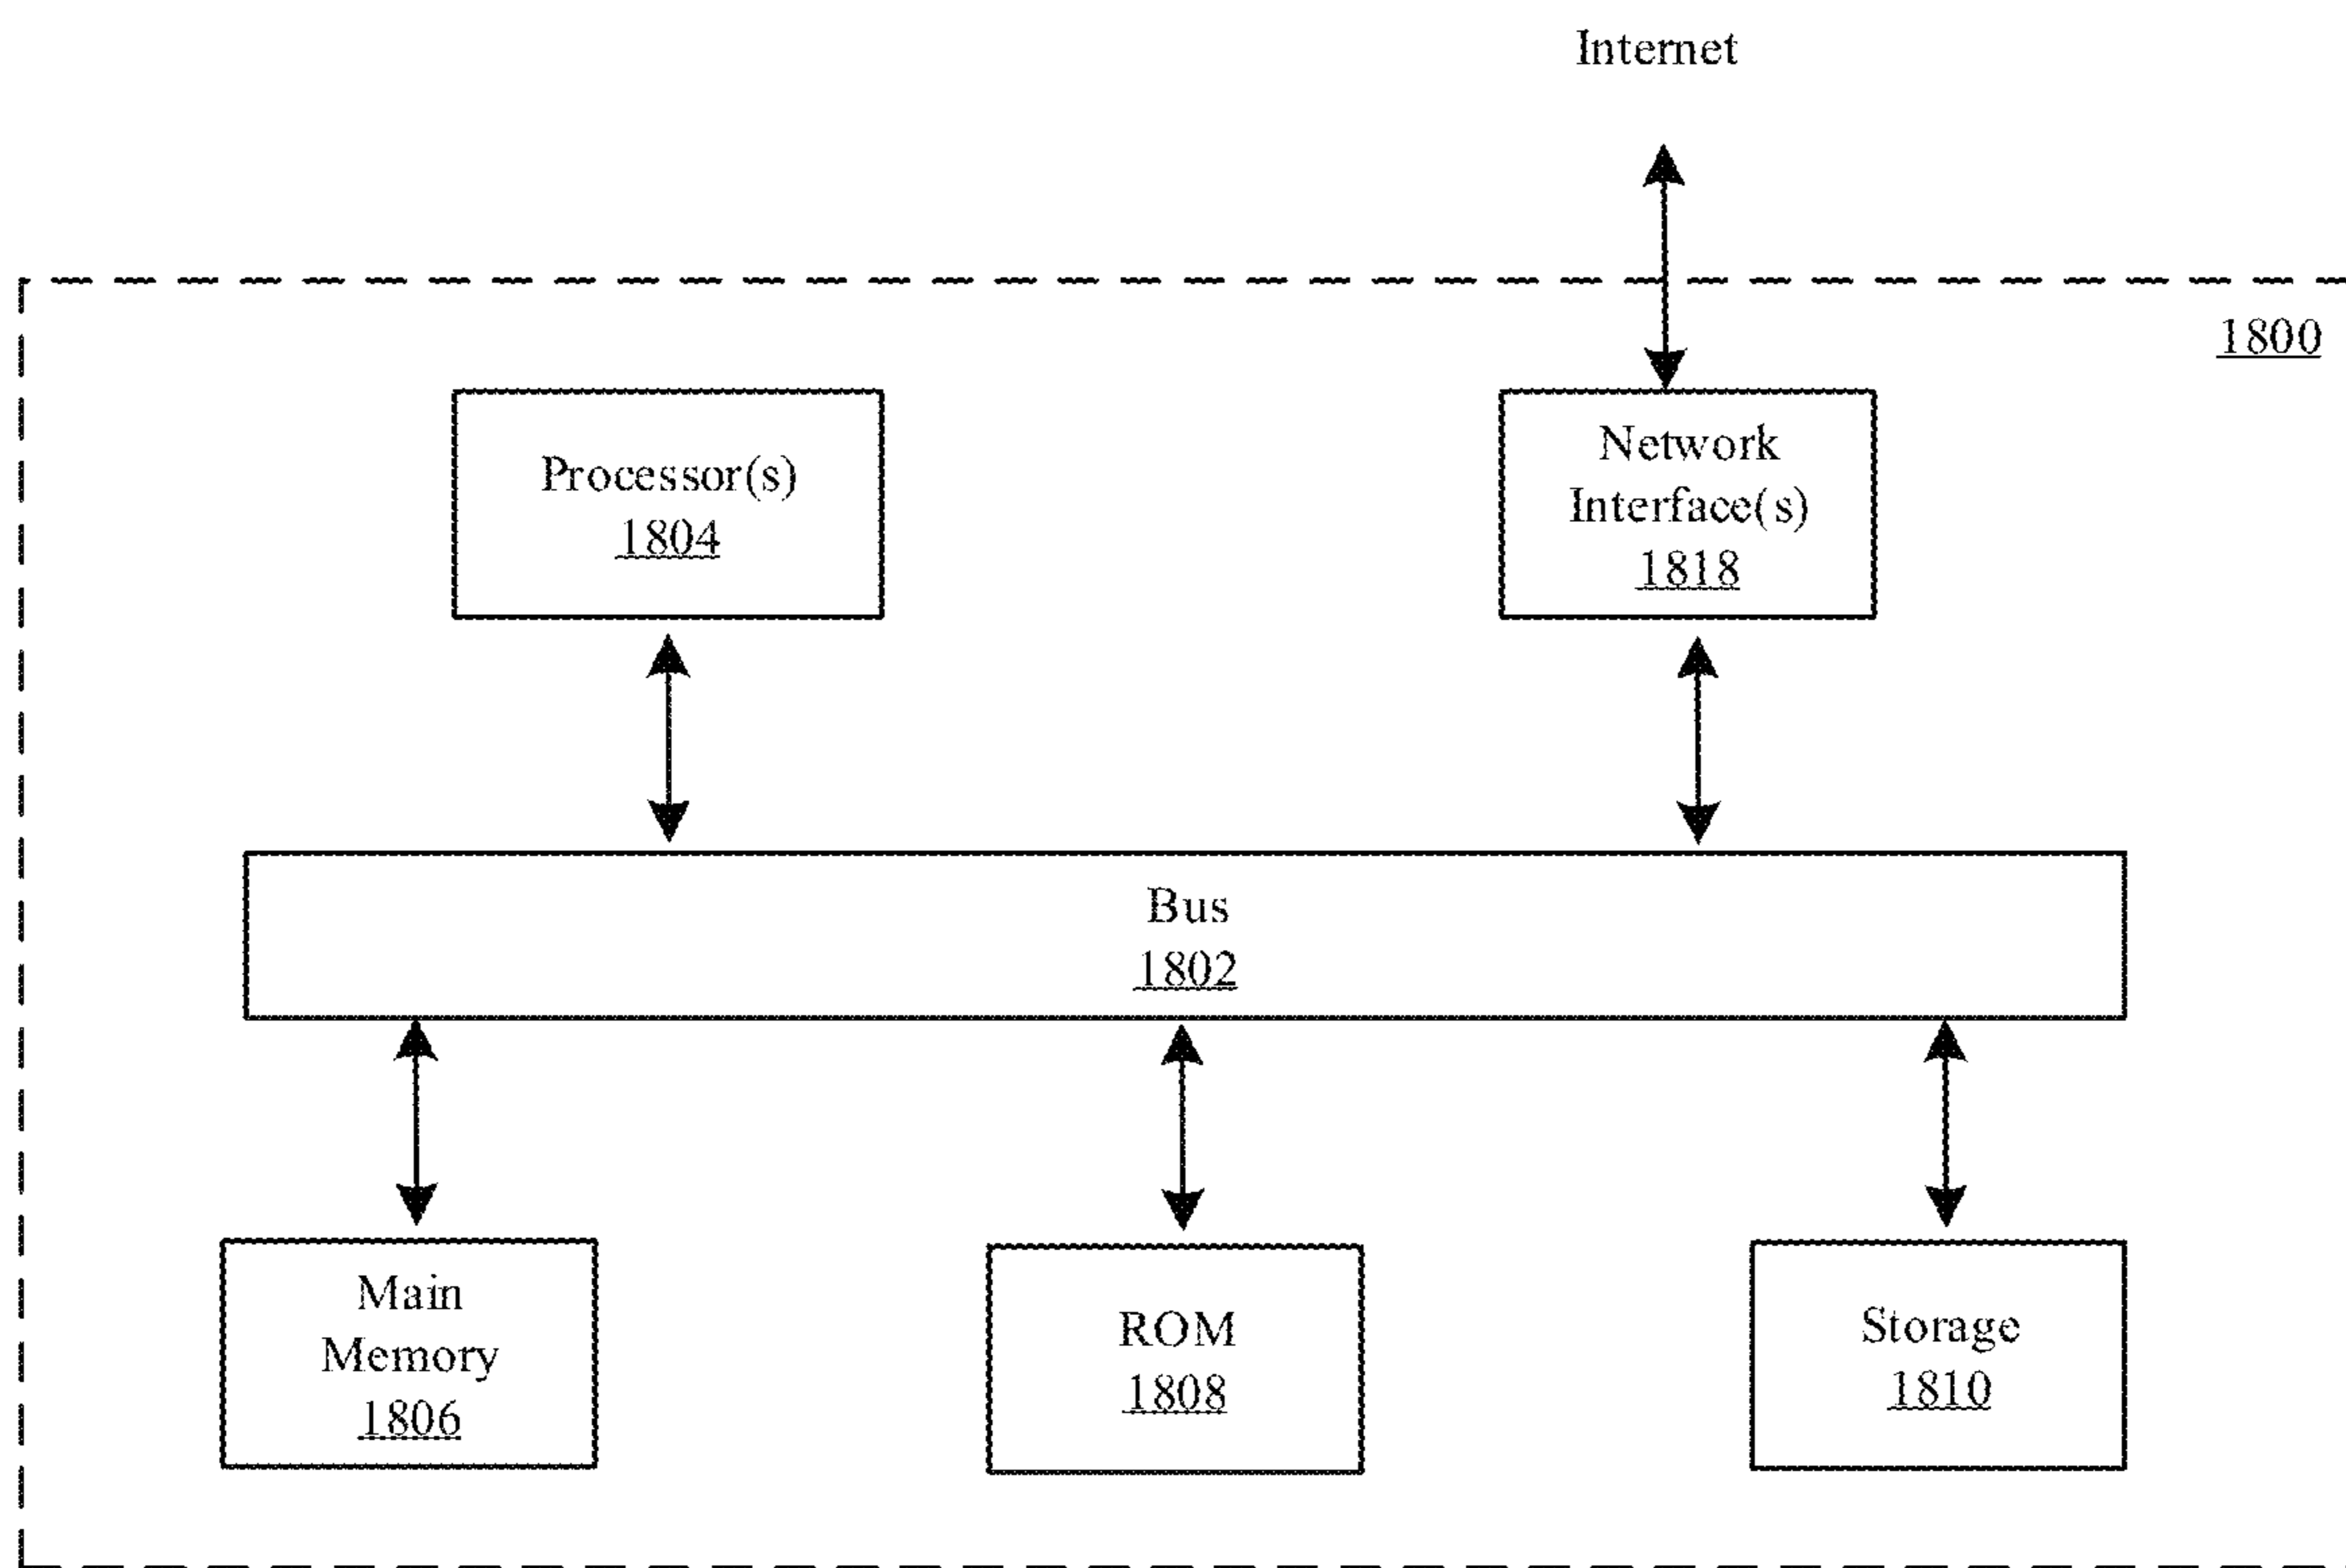 Internet
1800
Processor(s)
1804
Network
Interface(s)
1818
Bus
1802
Main
Memory
1806
ROM
1808
Storage
1810